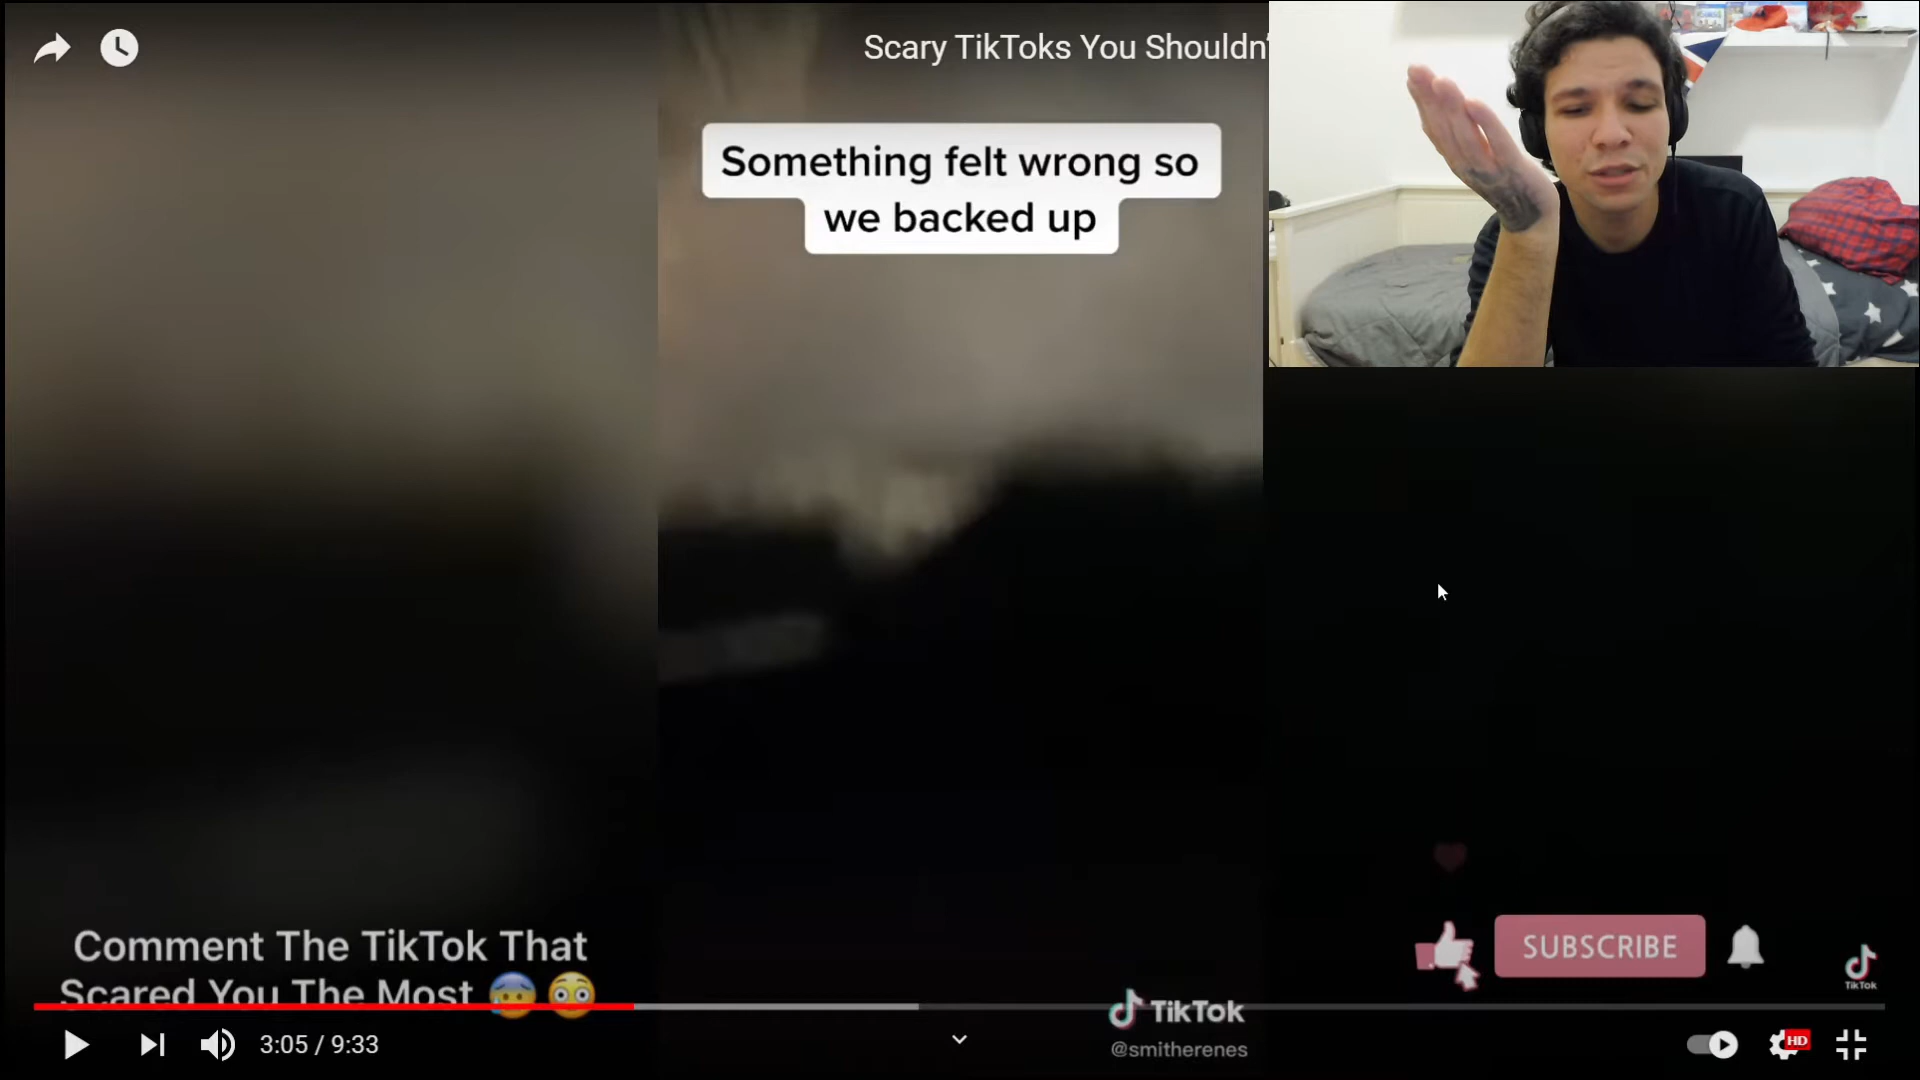 Scary TikToks You Shouldn'
Something felt wrong so
we backed up
Comment The TikTok That
Scared You The Most 😰 😳
SUBSCRIBE
TikTok
TikTok
@smitherenes
3:05 / 9:33
HD